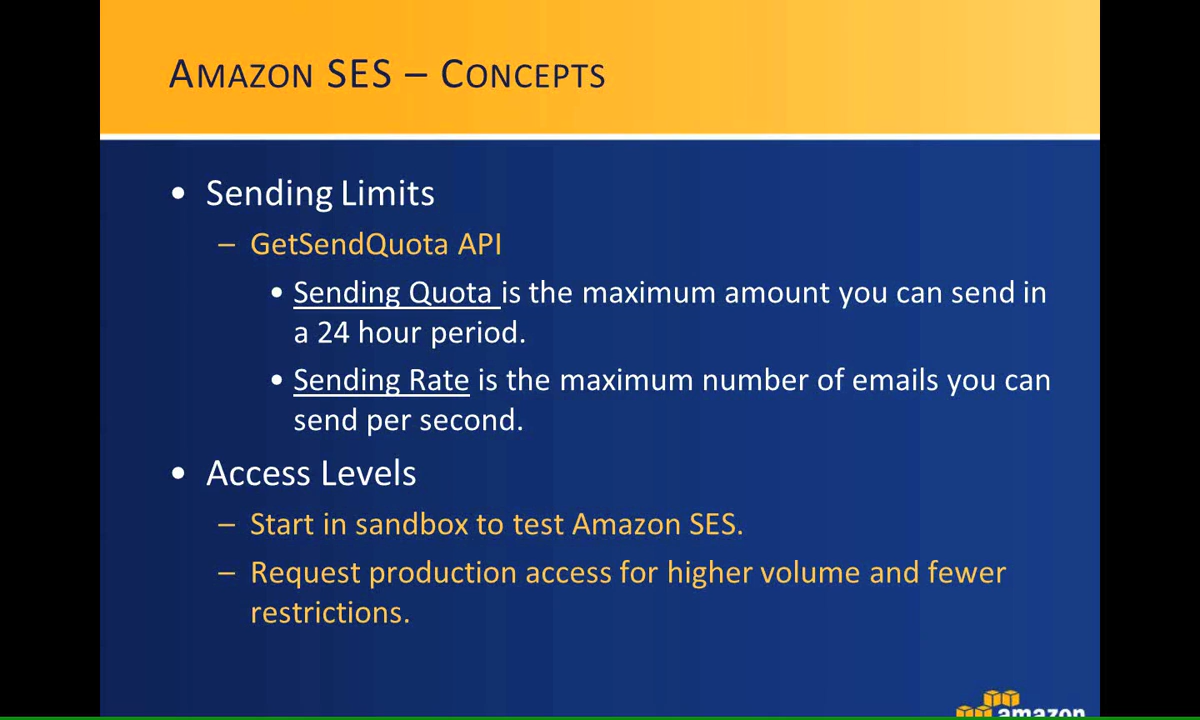 AMAZON SES – CONCEPTS
• Sending Limits
– GetSendQuota API
• Sending Quota is the maximum amount you can send in
a 24 hour period.
• Sending Rate is the maximum number of emails you can
send per second.
• Access Levels
– Start in sandbox to test Amazon SES.
– Request production access for higher volume and fewer
restrictions.
amazon